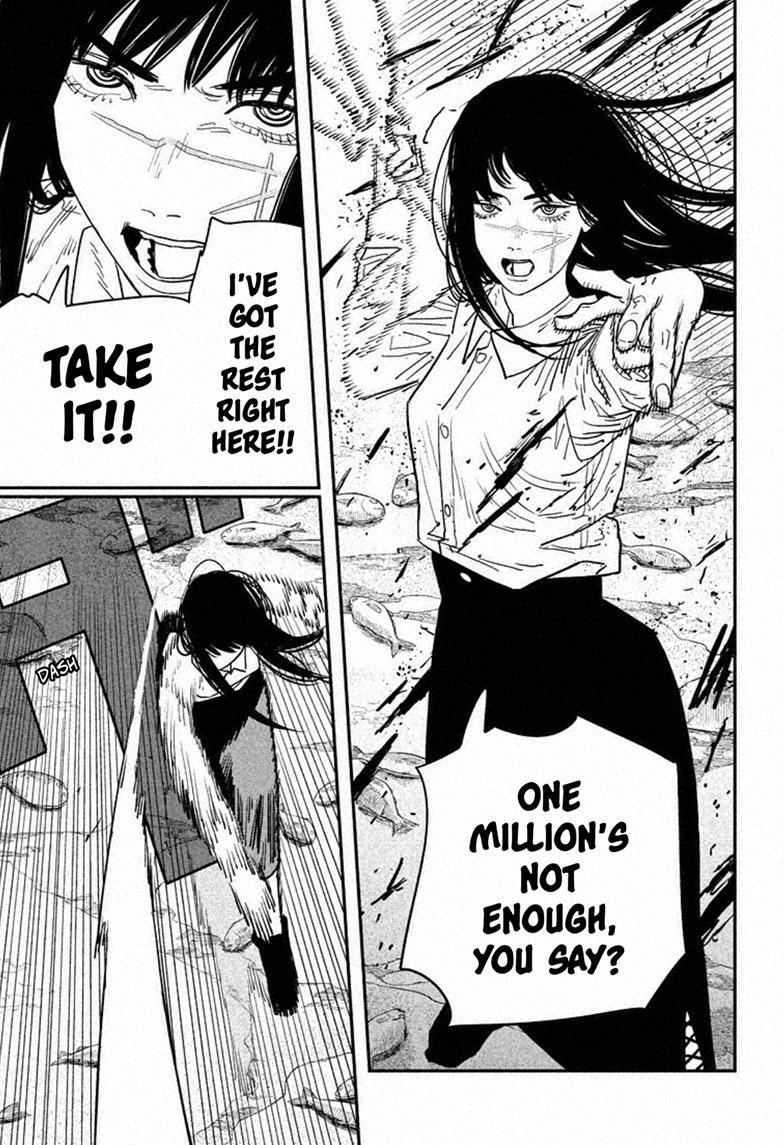 ONE
MILLION'S
NOT
ENOUGH,
YOU SAY?
I'VE
GOT
THE
REST
RIGHT
HERE!!
TAKE
IT!!
DASH